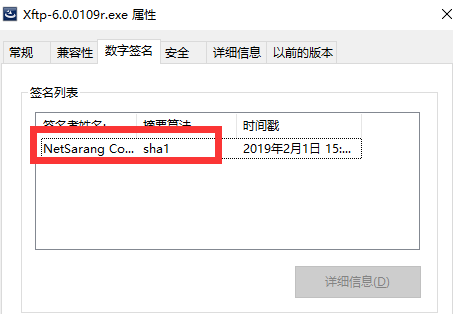 Xftp-6.0.0109r.exe 属性
常规 兼容性 数字签名 安全 详细信息 以前的版本
签名列表
签名者姓名: 摘要算法 时间戳
NetSarang Co... sha1 2019年2月1日 15:...
详细信息(D)